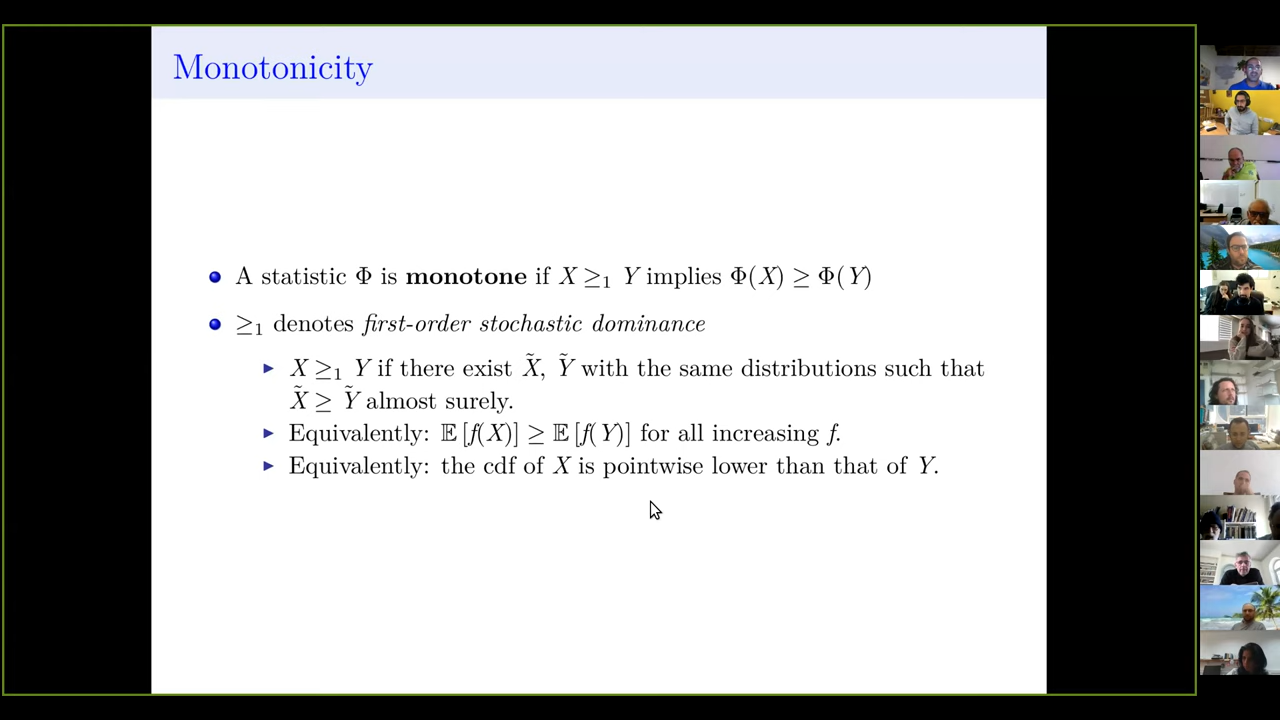 Monotonicity
A statistic Φ is monotone if X ≥₁ Y implies Φ(X) ≥ Φ(Y)
≥₁ denotes first-order stochastic dominance
X ≥₁ Y if there exist X̃, Ỹ with the same distributions such that
X̃ ≥ Ỹ almost surely.
Equivalently: 𝔼 [f(X)] ≥ 𝔼 [f(Y)] for all increasing f.
Equivalently: the cdf of X is pointwise lower than that of Y.